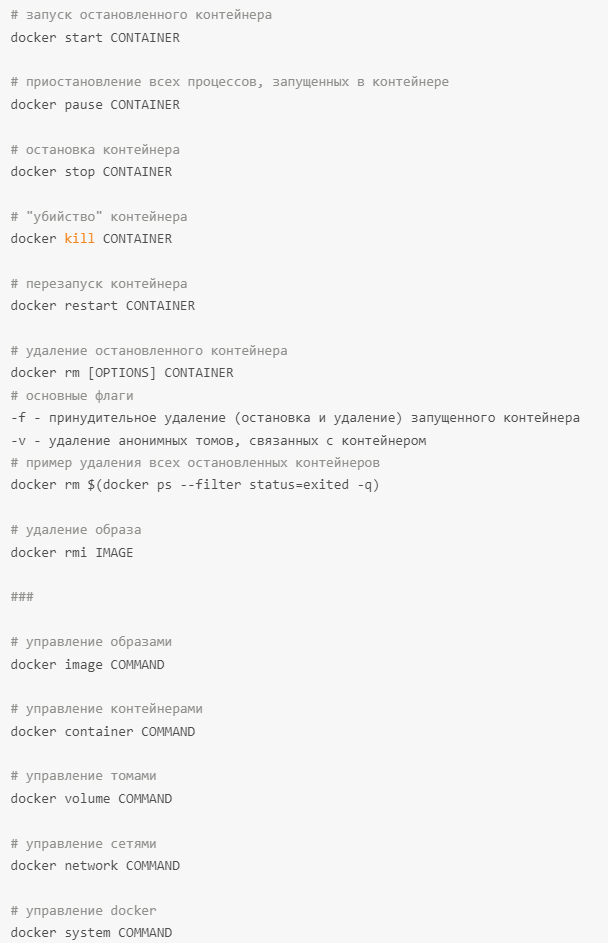 # запуск остановленного контейнера
docker start CONTAINER
# приостановление всех процессов, запущенных в контейнере
docker pause CONTAINER
# остановка контейнера
docker stop CONTAINER
# "убийство" контейнера
docker kill CONTAINER
# перезапуск контейнера
docker restart CONTAINER
# удаление остановленного контейнера
docker rm [OPTIONS] CONTAINER
# основные флаги
-f - принудительное удаление (остановка и удаление) запущенного контейнера
-v - удаление анонимных томов, связанных с контейнером
# пример удаления всех остановленных контейнеров
docker rm $(docker ps --filter status=exited -q)
# удаление образа
docker rmi IMAGE
###
# управление образами
docker image COMMAND
# управление контейнерами
docker container COMMAND
# управление томами
docker volume COMMAND
# управление сетями
docker network COMMAND
# управление docker
docker system COMMAND